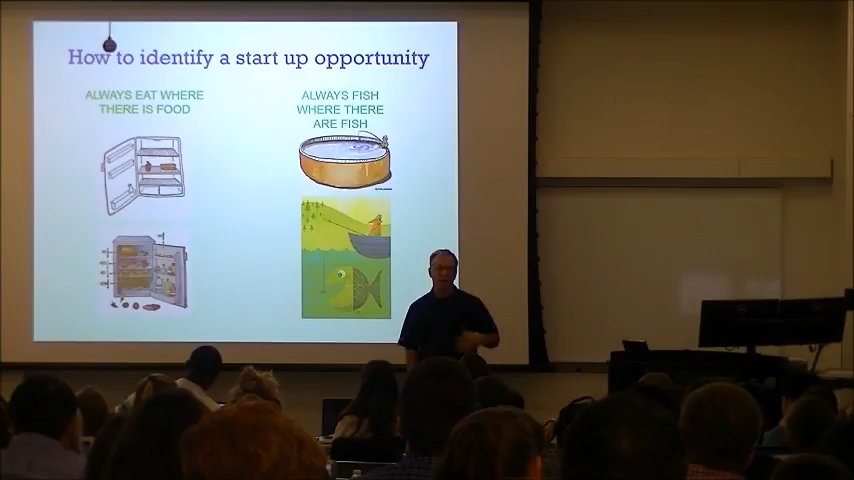 How to identify a start up opportunity
ALWAYS EAT WHERE
THERE IS FOOD
ALWAYS FISH
WHERE THERE
ARE FISH